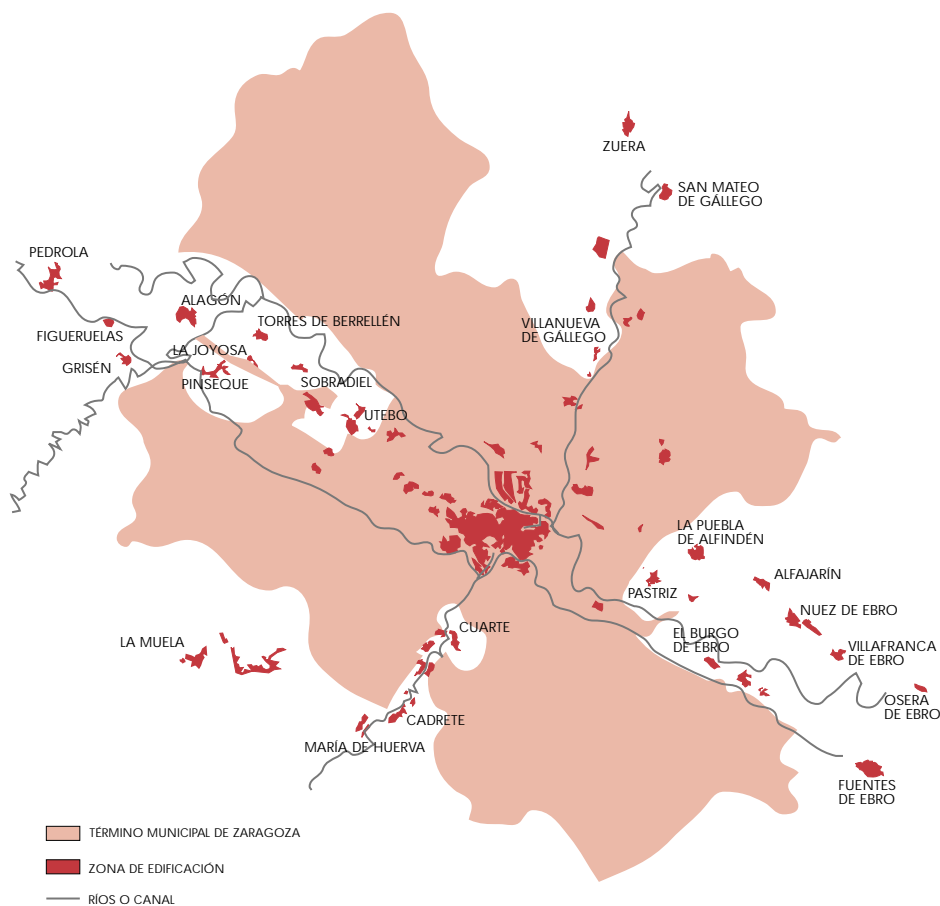 ZUERA
SAN MATEO
DE GÁLLEGO
PEDROLA
ALAGÓN
TORRES DE BERRELLÉN
VILLANUEVA
DE GÁLLEGO
FIGUERUELAS
LA JOYOSA
GRISÉN
PINSEQUE
SOBRADIEL
UTEBO
LA PUEBLA
DE ALFINDÉN
ALFAJARÍN
PASTRIZ
NUEZ DE EBRO
CUARTE
EL BURGO
DE EBRO
LA MUELA
VILLAFRANCA
DE EBRO
OSERA
DE EBRO
CADRETE
MARÍA DE HUERVA
FUENTES
DE EBRO
TÉRMINO MUNICIPAL DE ZARAGOZA
ZONA DE EDIFICACIÓN
RÍOS O CANAL